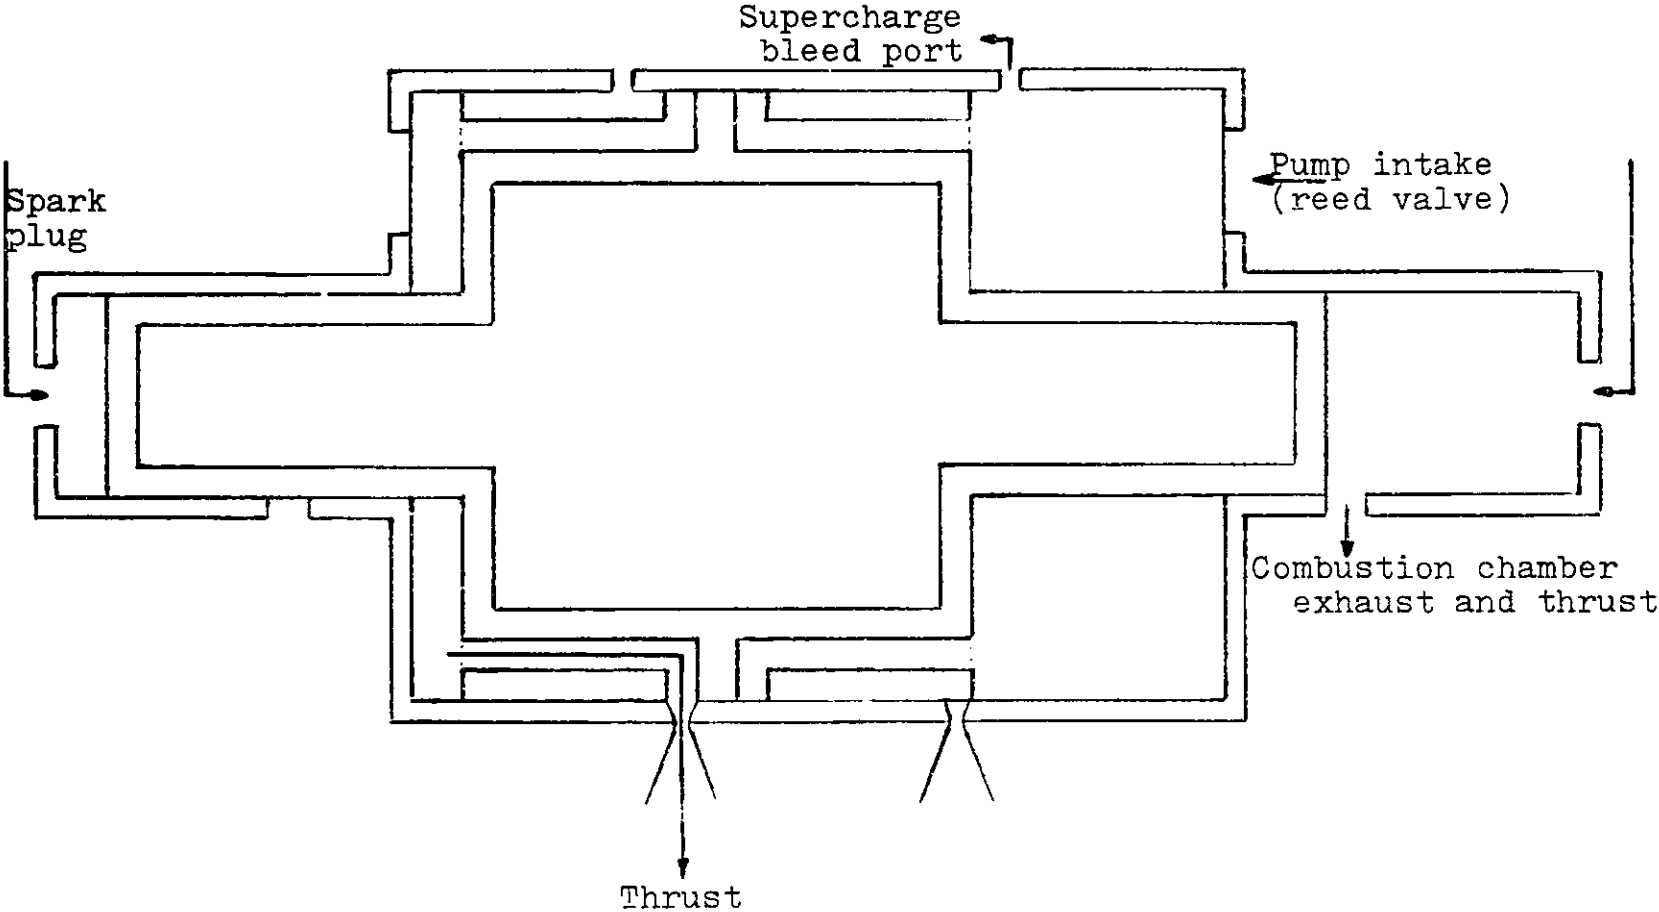 Supercharge
bleed port
Pump intake
(reed valve)
Spark
plug
Combustion chamber
exhaust and thrust
Thrust